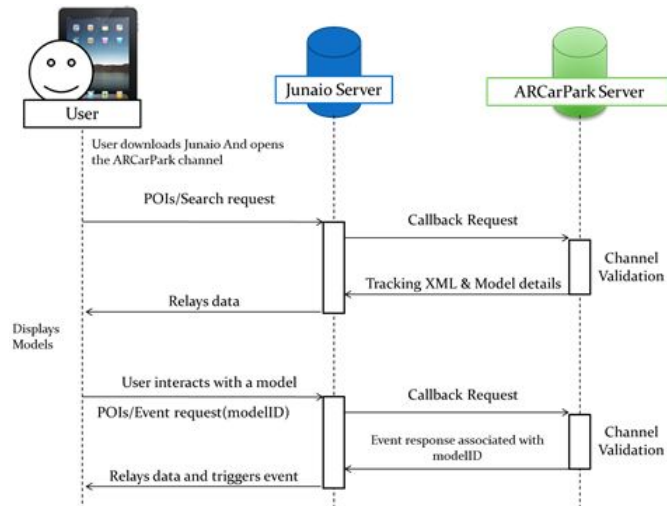 User
Junaio Server
ARCarPark Server
User downloads Junaio And opens
the ARCarPark channel
POIs/Search request
Callback Request
Channel
Validation
Tracking XML & Model details
Relays data
Displays
Models
User interacts with a model
Callback Request
POIs/Event request(modelID)
Channel
Validation
Event response associated with
modelID
Relays data and triggers event